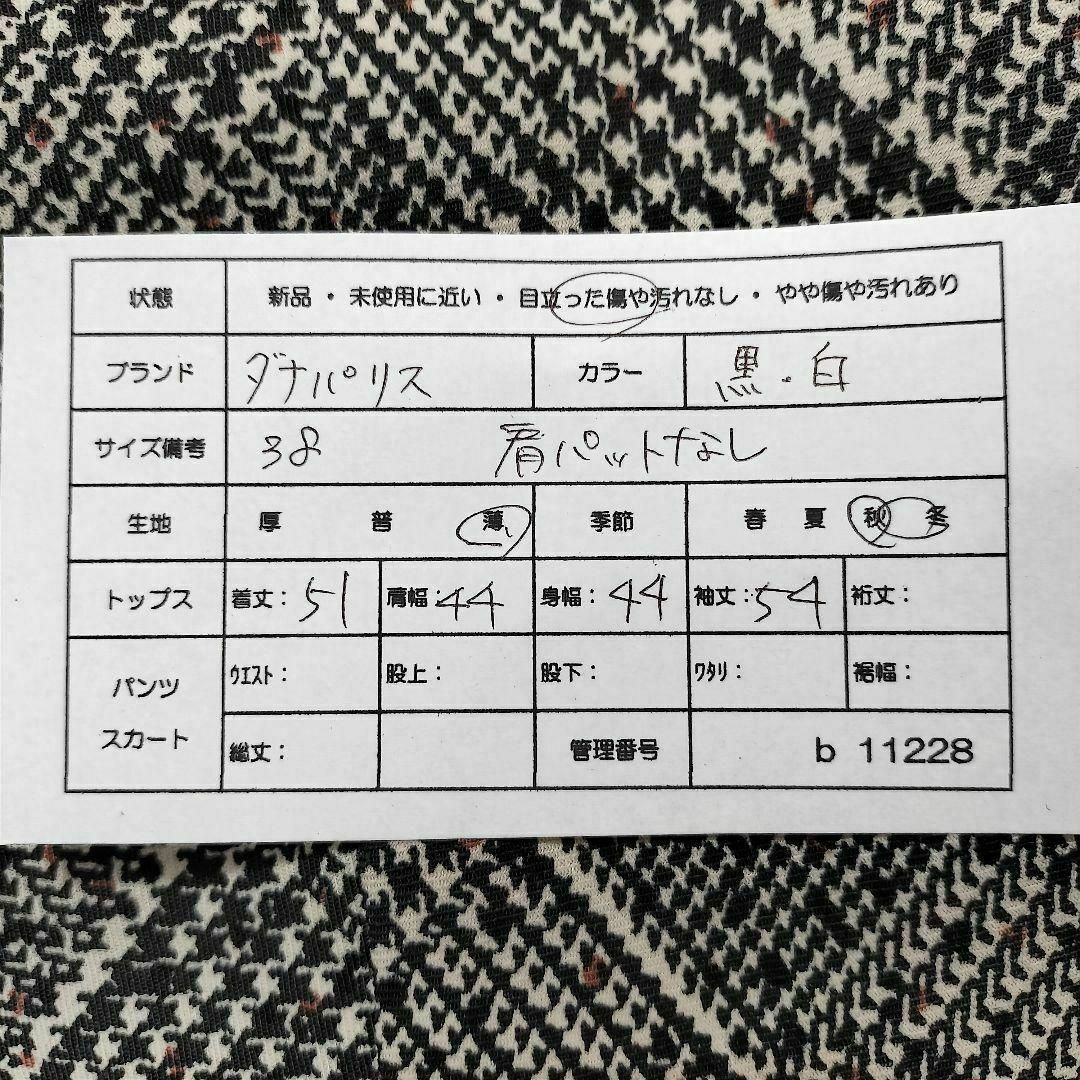 状態 新品・未使用に近い・目立った傷や汚れなし・やや傷や汚れあり
ブランド ダナパリス カラー 黒.白
サイズ備考 38 肩パットなし
生地 厚 普 薄 季節 春 夏 秋 冬
トップス 着丈:51 肩幅:44 身幅:44 袖丈:54 裄丈:
パンツ スカート ウエスト: 股上: 股下: ワタリ: 裾幅:
総丈: 管理番号 b 11228